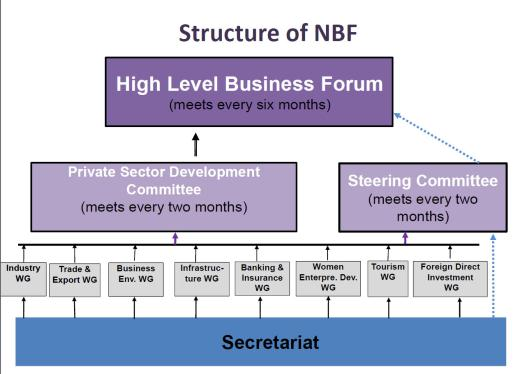 Structure of NBF
High Level Business Forum
(meets every six months)
Private Sector Development
Committee
(meets every two months)
Steering Committee
(meets every two
months)
Industry
WG
Trade &
Export WG
Business
Env. WG
Infrastruc-
ture WG
Banking &
Insurance
WG
Women
Enterpre. Dev.
WG
Tourism
WG
Foreign Direct
Investment
WG
Secretariat